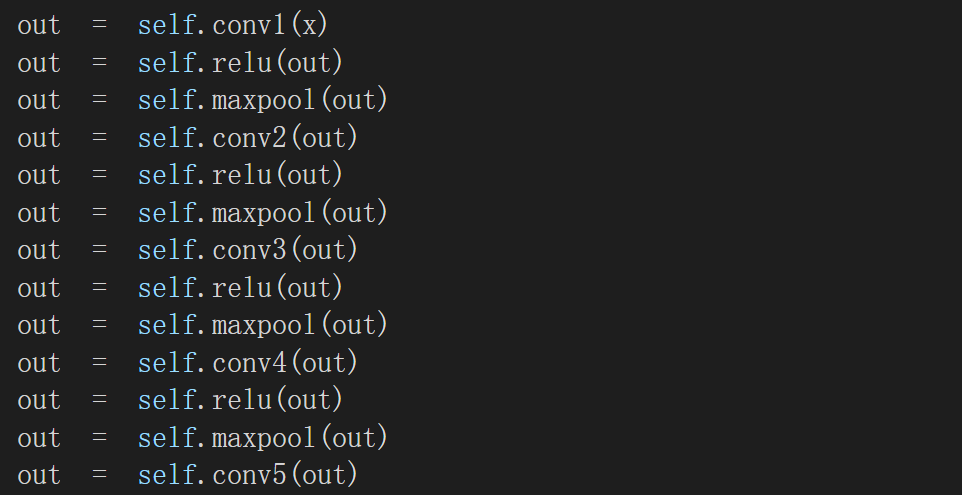 out = self.conv1(x)
out = self.relu(out)
out = self.maxpool(out)
out = self.conv2(out)
out = self.relu(out)
out = self.maxpool(out)
out = self.conv3(out)
out = self.relu(out)
out = self.maxpool(out)
out = self.conv4(out)
out = self.relu(out)
out = self.maxpool(out)
out = self.conv5(out)